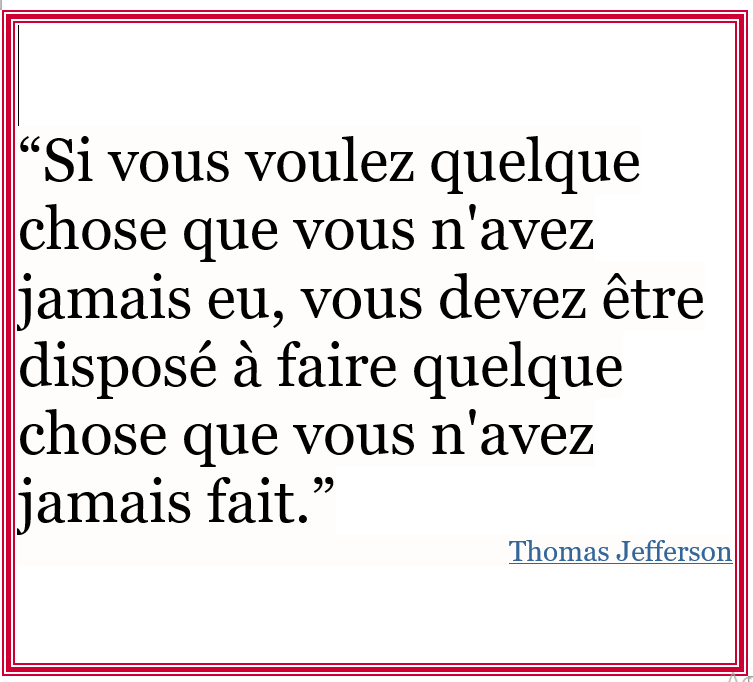 “Si vous voulez quelque
chose que vous n'avez
jamais eu, vous devez être
disposé à faire quelque
chose que vous n'avez
jamais fait.”
Thomas Jefferson